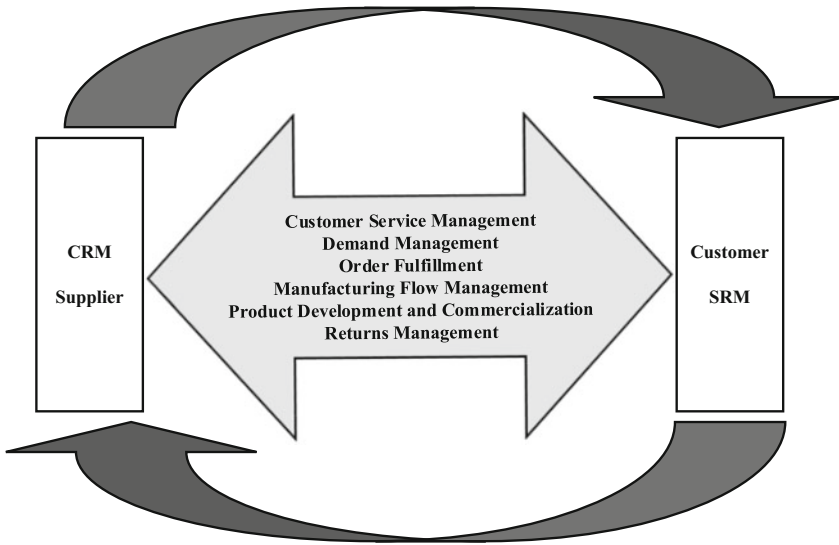 CRM
Supplier
Customer Service Management
Demand Management
Order Fulfillment
Manufacturing Flow Management
Product Development and Commercialization
Returns Management
Customer
SRM